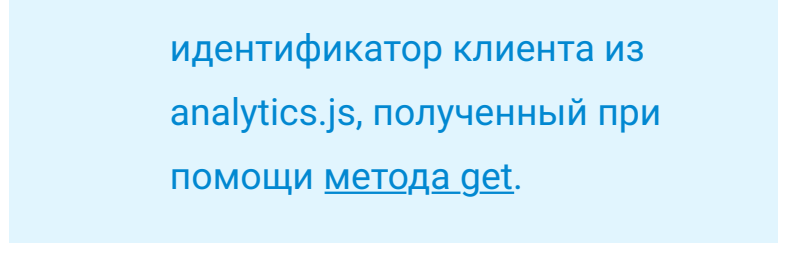 идентификатор клиента из
analytics.js, полученный при
помощи метода get.